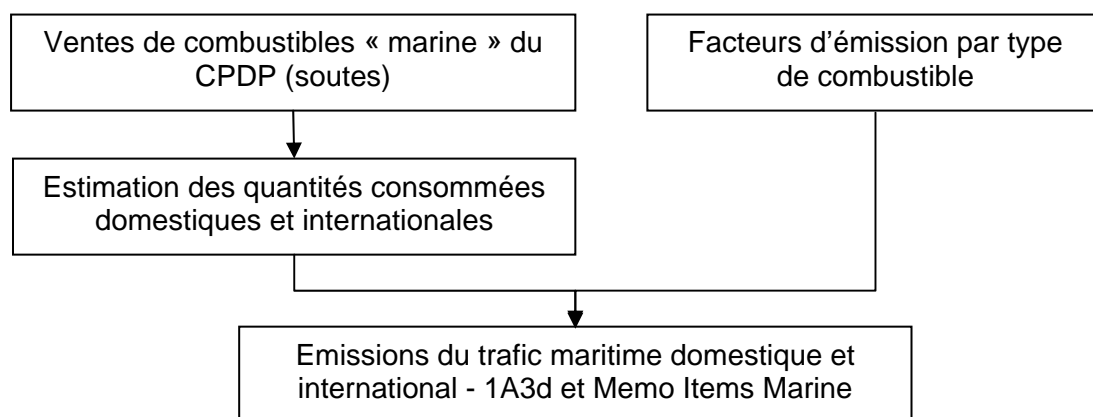 Ventes de combustibles « marine » du
CPDP (soutes)
Facteurs d'émission par type
de combustible
Estimation des quantités consommées
domestiques et internationales
Emissions du trafic maritime domestique et
international - 1A3d et Memo Items Marine